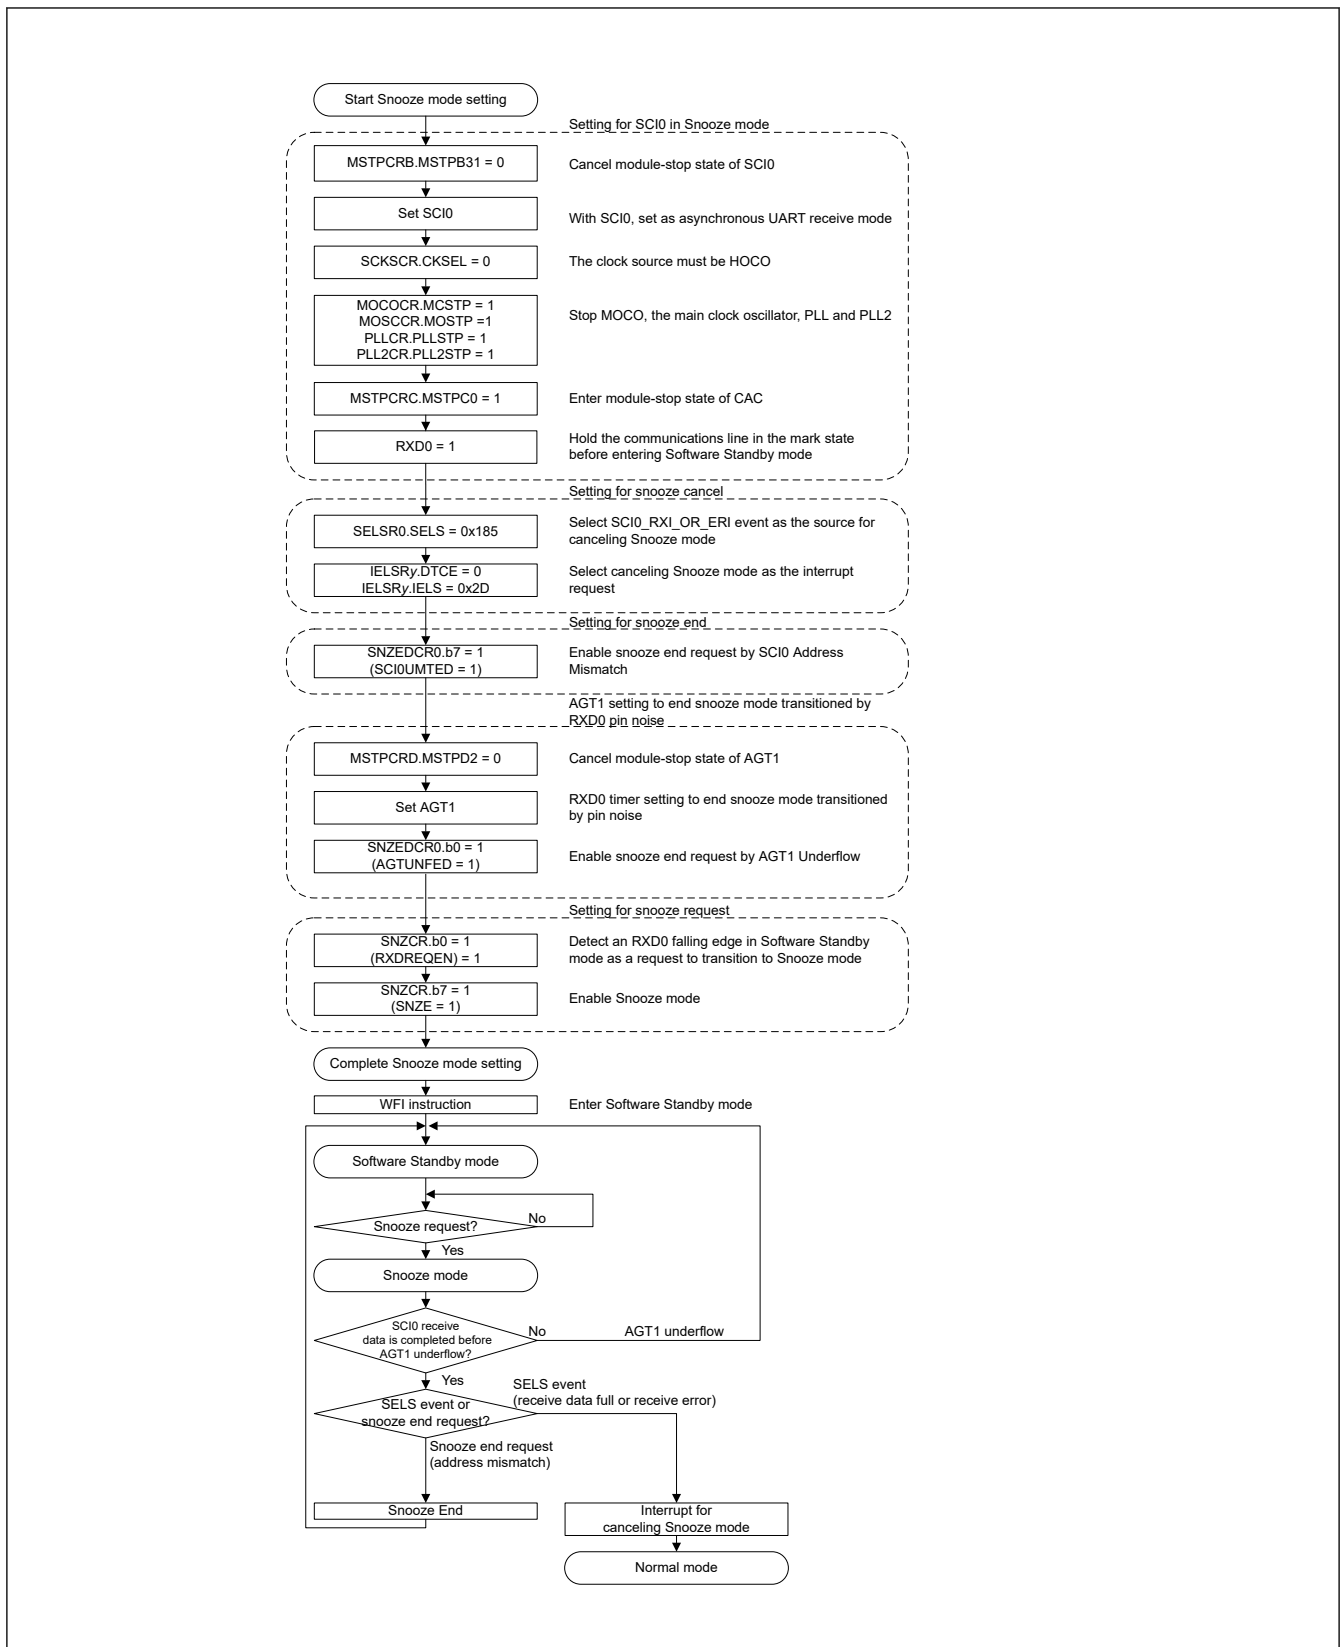 Start Snooze mode setting
Setting for SCI0 in Snooze mode
MSTPCRB.MSTPB31 = 0
Cancel module-stop state of SCI0
Set SCI0
With SCI0, set as asynchronous UART receive mode
SCKSCR.CKSEL = 0
The clock source must be HOCO
MOCOCR.MCSTP = 1
MOSCCR.MOSTP =1
PLLCR.PLLSTP = 1
PLL2CR.PLL2STP = 1
Stop MOCO, the main clock oscillator, PLL and PLL2
MSTPCRC.MSTPC0 = 1
Enter module-stop state of CAC
RXD0 = 1
Hold the communications line in the mark state
before entering Software Standby mode
Setting for snooze cancel
SELSR0.SELS = 0x185
Select SCI0_RXI_OR_ERI event as the source for
canceling Snooze mode
IELSRy.DTCE = 0
IELSRy.IELS = 0x2D
Select canceling Snooze mode as the interrupt
request
Setting for snooze end
SNZEDCR0.b7 = 1
(SCI0UMTED = 1)
Enable snooze end request by SCI0 Address
Mismatch
AGT1 setting to end snooze mode transitioned by
RXD0 pin noise
MSTPCRD.MSTPD2 = 0
Cancel module-stop state of AGT1
Set AGT1
RXD0 timer setting to end snooze mode transitioned
by pin noise
SNZEDCR0.b0 = 1
(AGTUNFED = 1)
Enable snooze end request by AGT1 Underflow
Setting for snooze request
SNZCR.b0 = 1
(RXDREQEN) = 1
Detect an RXD0 falling edge in Software Standby
mode as a request to transition to Snooze mode
SNZCR.b7 = 1
(SNZE = 1)
Enable Snooze mode
Complete Snooze mode setting
WFI instruction
Enter Software Standby mode
Software Standby mode
Snooze request?
No
Yes
Snooze mode
SCI0 receive
data is completed before
AGT1 underflow?
No
AGT1 underflow
Yes
SELS event
(receive data full or receive error)
SELS event or
snooze end request?
Snooze end request
(address mismatch)
Snooze End
Interrupt for
canceling Snooze mode
Normal mode